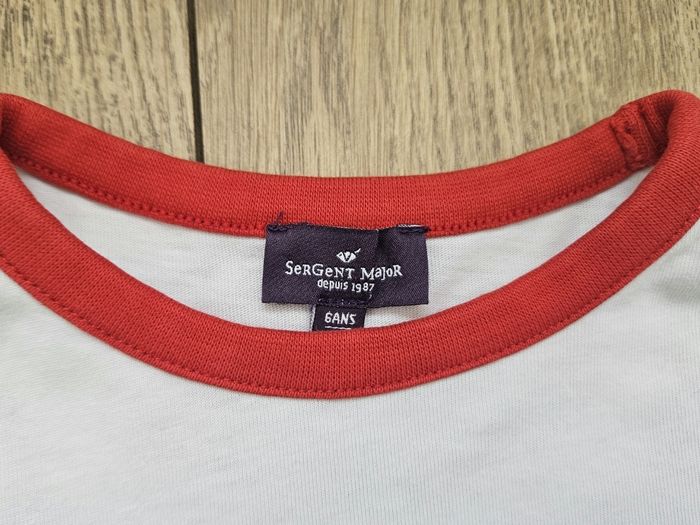 SerGent Major
depuis 1987
6ANS